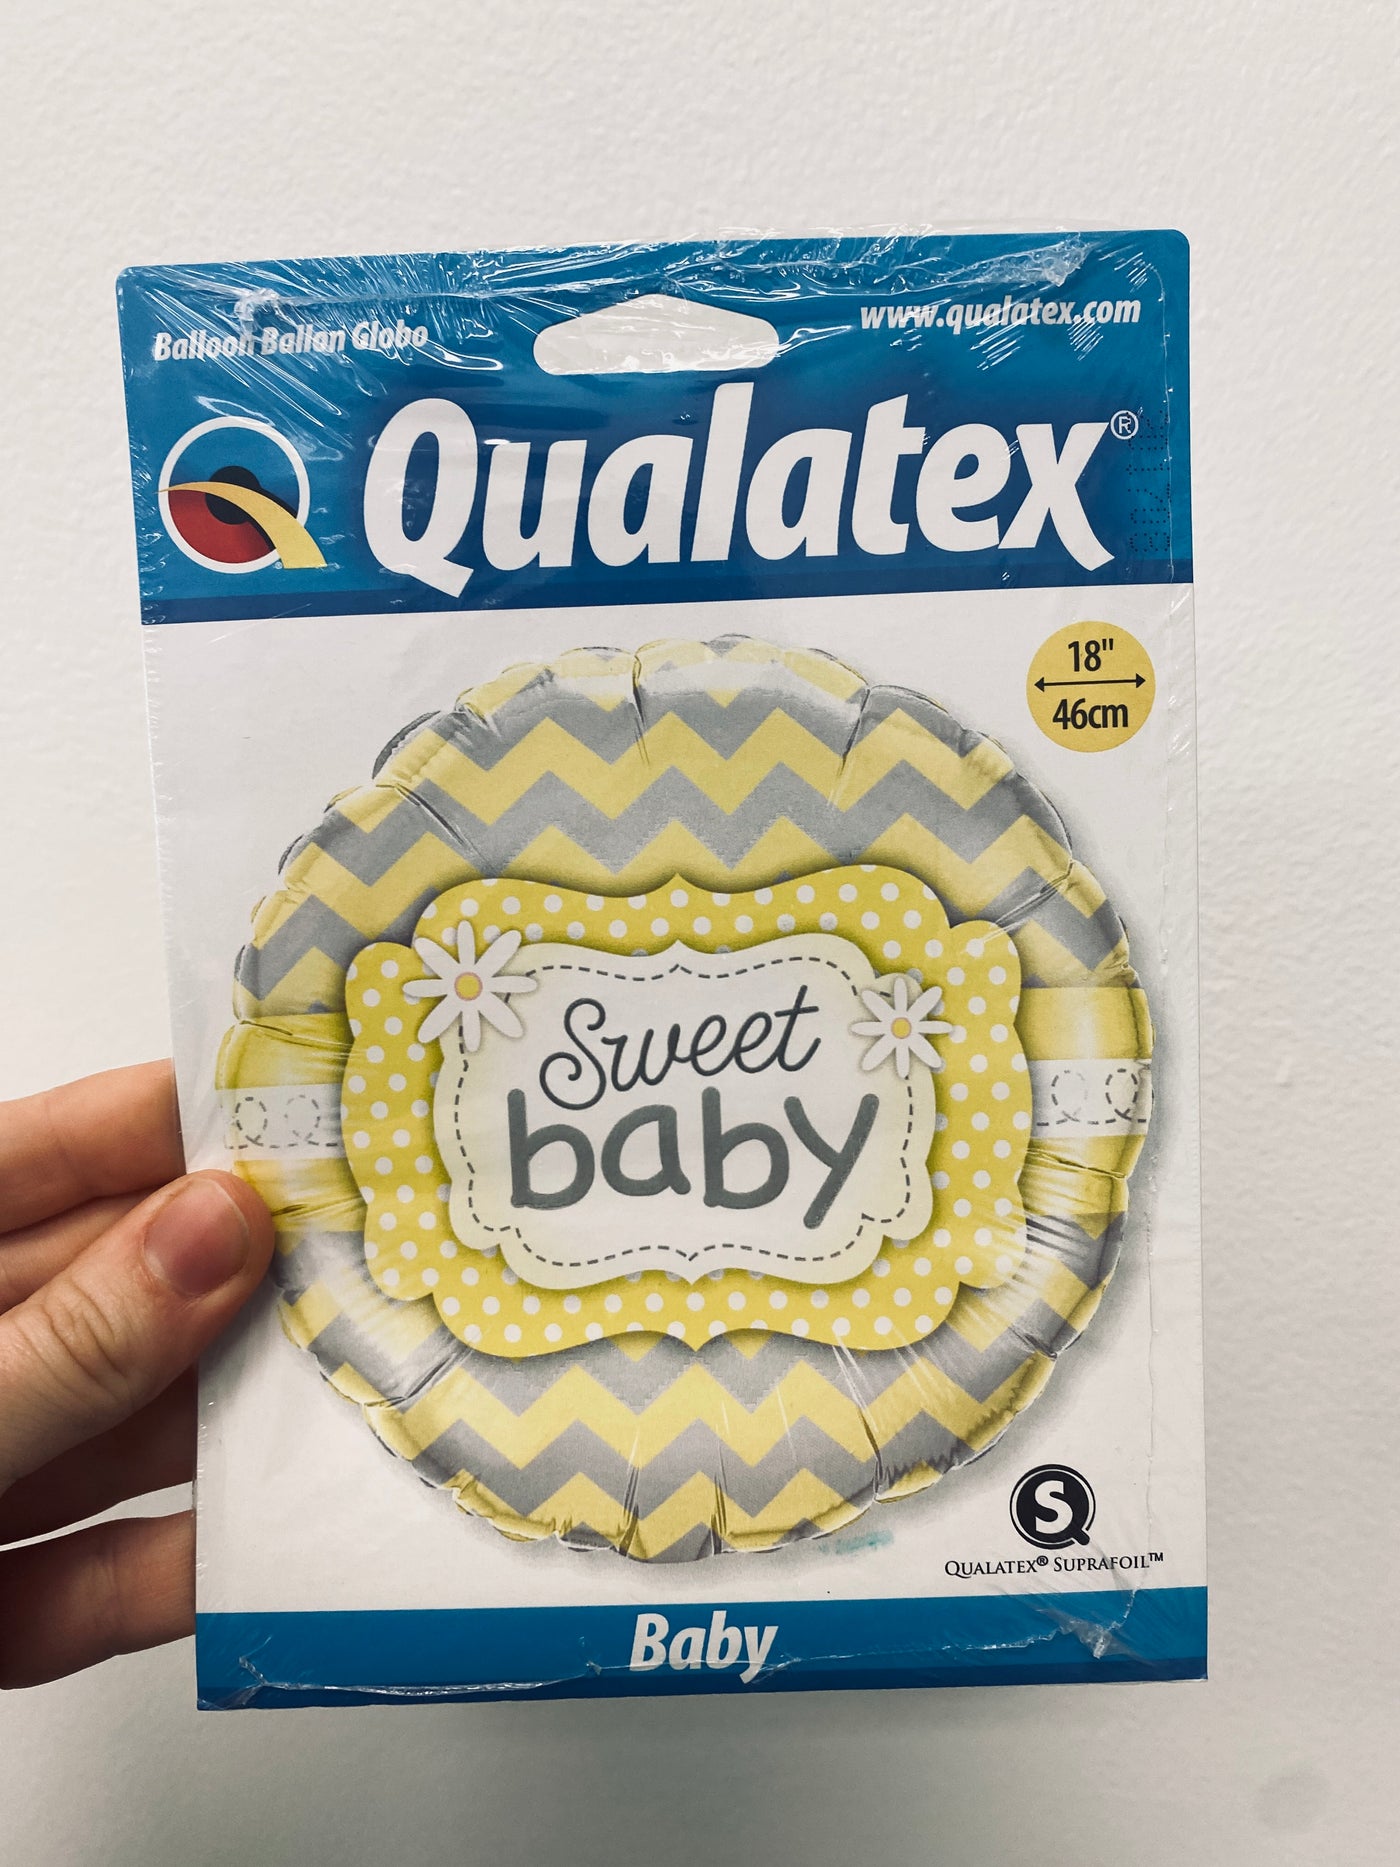 Balloon Ballon Globo
www.qualatex.com
Qualatex®
18"
46cm
Sweet
baby
S
QUALATEX® SUPRAFOIL™
Baby